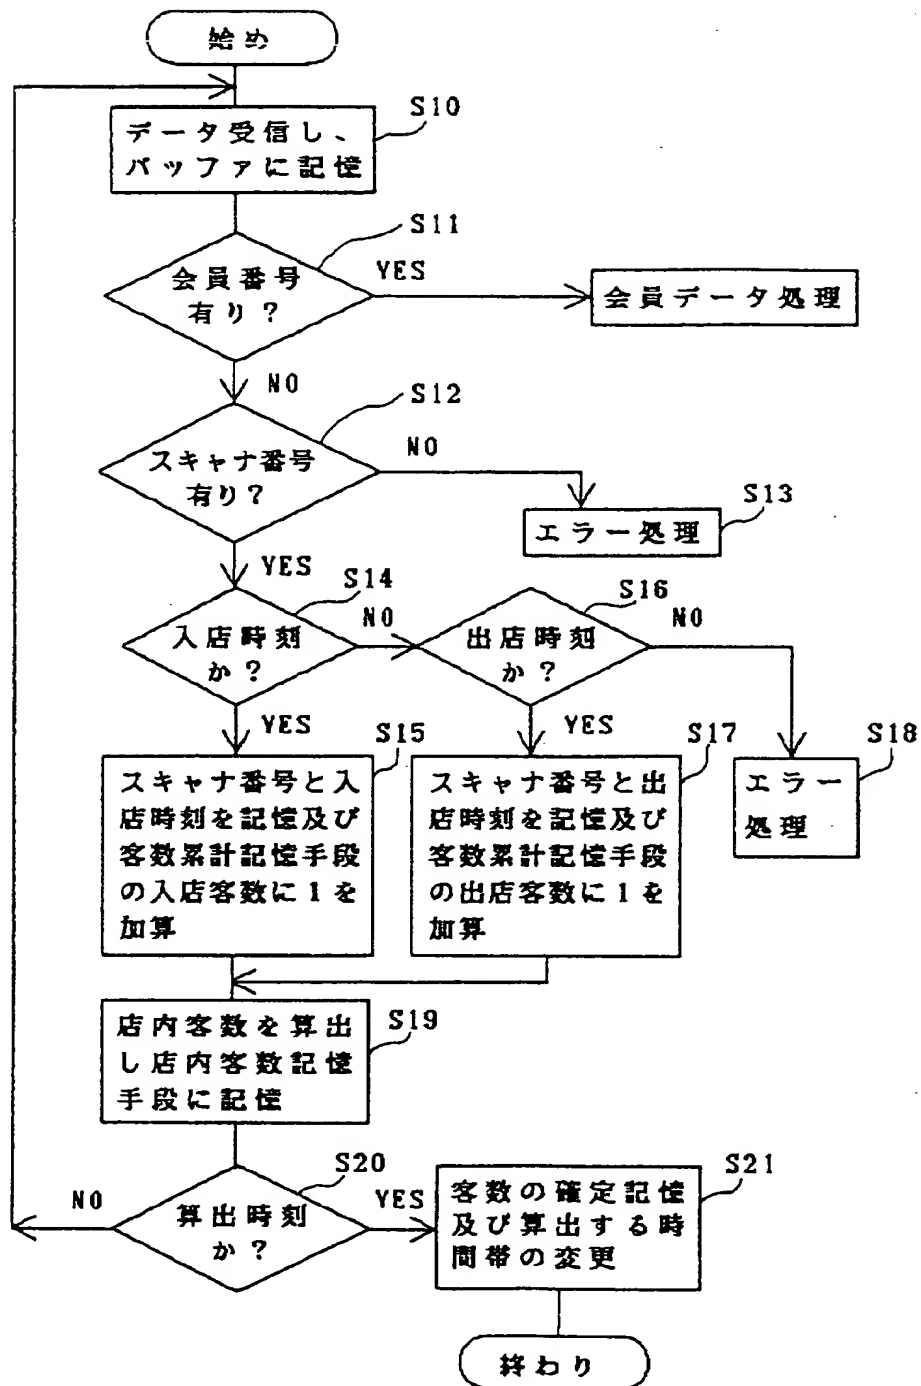 始め
S10
データ受信し、
バッファに記憶
S11
会員番号
有り？
YES
会員データ処理
NO
S12
スキャナ番号
有り？
NO
S13
エラー処理
YES
S14
入店時刻
か？
NO
S16
出店時刻
か？
NO
YES
S15
スキャナ番号と入
店時刻を記憶及び
客数累計記憶手段
の入店客数に1を
加算
YES
S17
スキャナ番号と出
店時刻を記憶及び
客数累計記憶手段
の出店客数に1を
加算
S18
エラー
処理
S19
店内客数を算出
し店内客数記憶
手段に記憶
S20
算出時刻
か？
NO
YES
S21
客数の確定記憶
及び算出する時
間帯の変更
終わり